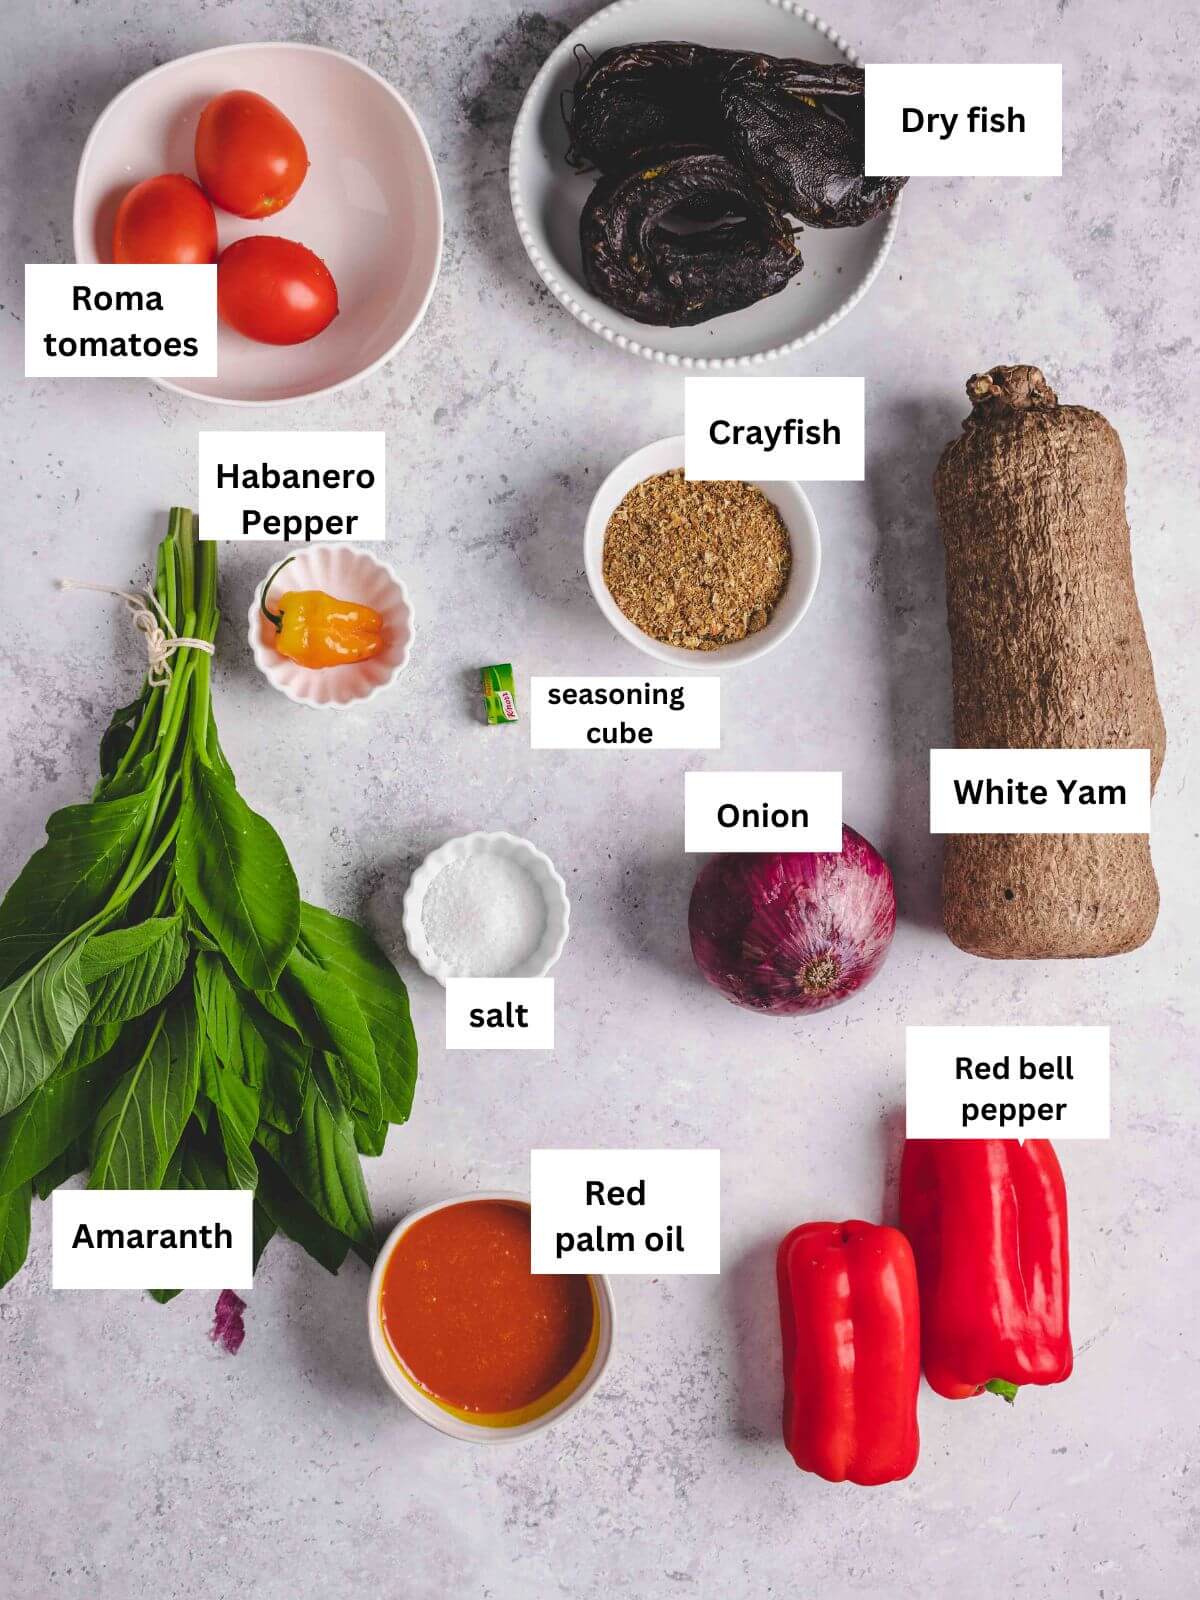 Dry fish
Roma
tomatoes
Crayfish
Habanero
Pepper
Knorr
seasoning
cube
White Yam
Onion
salt
Red bell
pepper
Red
palm oil
Amaranth